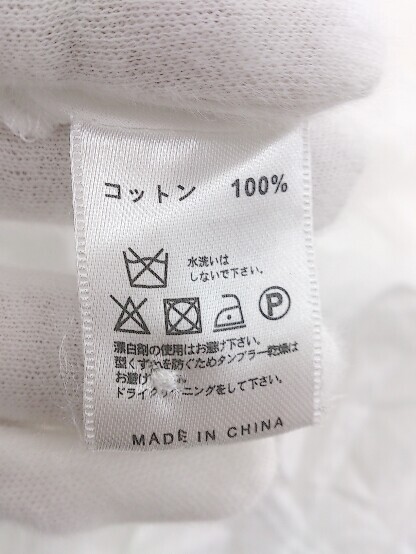 コットン 100%
水洗いは
しないで下さい。
P
漂白剤の使用はお避け下さい。
型くずれを防ぐためタンブラー乾燥は
お避け
ドライクリーニングをして下さい。
MADE IN CHINA